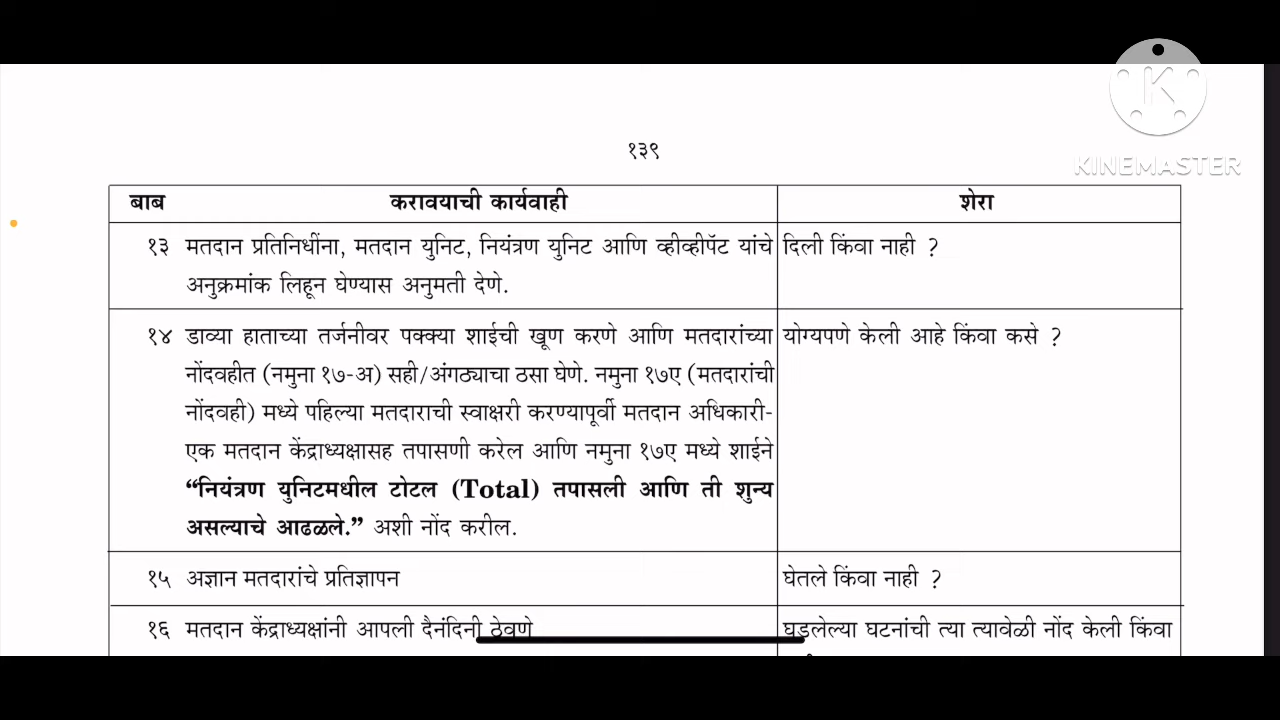 KINEMASTER
१३९
बाब करावयाची कार्यवाही शेरा
१३ मतदान प्रतिनिधींना, मतदान युनिट, नियंत्रण युनिट आणि व्हीव्हीपॅट यांचे दिली किंवा नाही ?
अनुक्रमांक लिहून घेण्यास अनुमती देणे.
१४ डाव्या हाताच्या तर्जनीवर पक्क्या शाईची खूण करणे आणि मतदारांच्या योग्यपणे केली आहे किंवा कसे ?
नोंदवहीत (नमुना १७-अ) सही/अंगठ्याचा ठसा घेणे. नमुना १७ए (मतदारांची
नोंदवही) मध्ये पहिल्या मतदाराची स्वाक्षरी करण्यापूर्वी मतदान अधिकारी-
एक मतदान केंद्राध्यक्षासह तपासणी करेल आणि नमुना १७ए मध्ये शाईने
“नियंत्रण युनिटमधील टोटल (Total) तपासली आणि ती शुन्य
असल्याचे आढळले.” अशी नोंद करील.
१५ अज्ञान मतदारांचे प्रतिज्ञापन घेतले किंवा नाही ?
१६ मतदान केंद्राध्यक्षांनी आपली दैनंदिनी ठेवणे घडलेल्या घटनांची त्या त्यावेळी नोंद केली किंवा